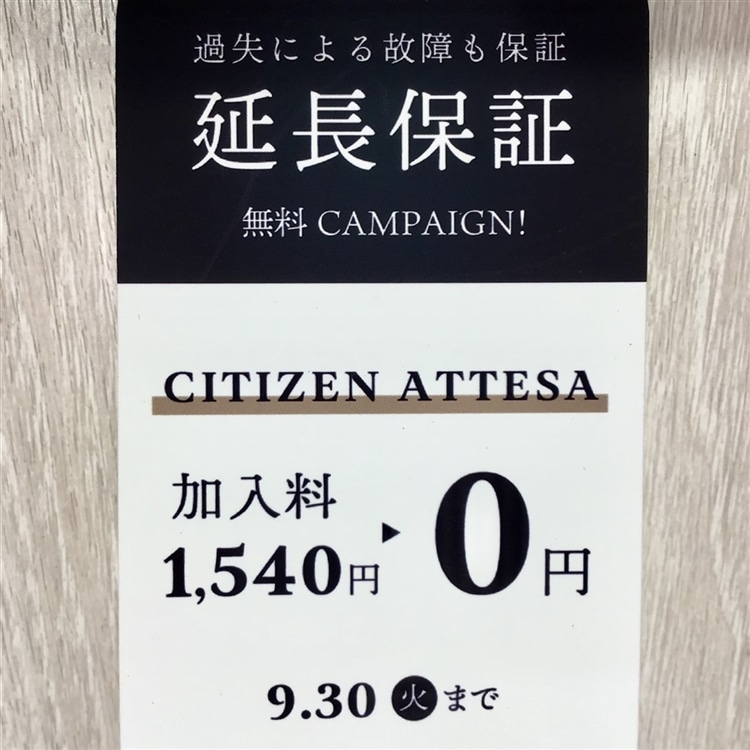 過失による故障も保証
延長保証
無料 CAMPAIGN!
CITIZEN ATTESA
加入料
1,540円 ▶ 0円
9.30 火 まで